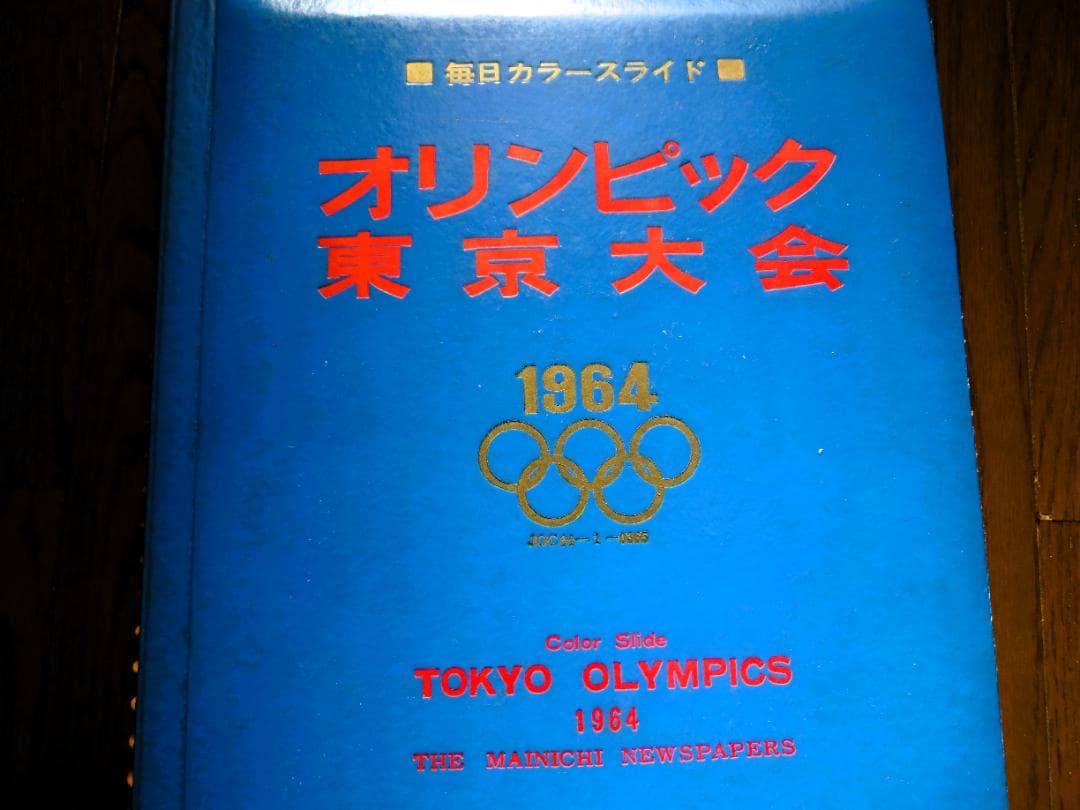 毎日カラースライド
オリンピック
東京大会
1964
Color Slide
TOKYO OLYMPICS
1964
THE MAINICHI NEWSPAPERS